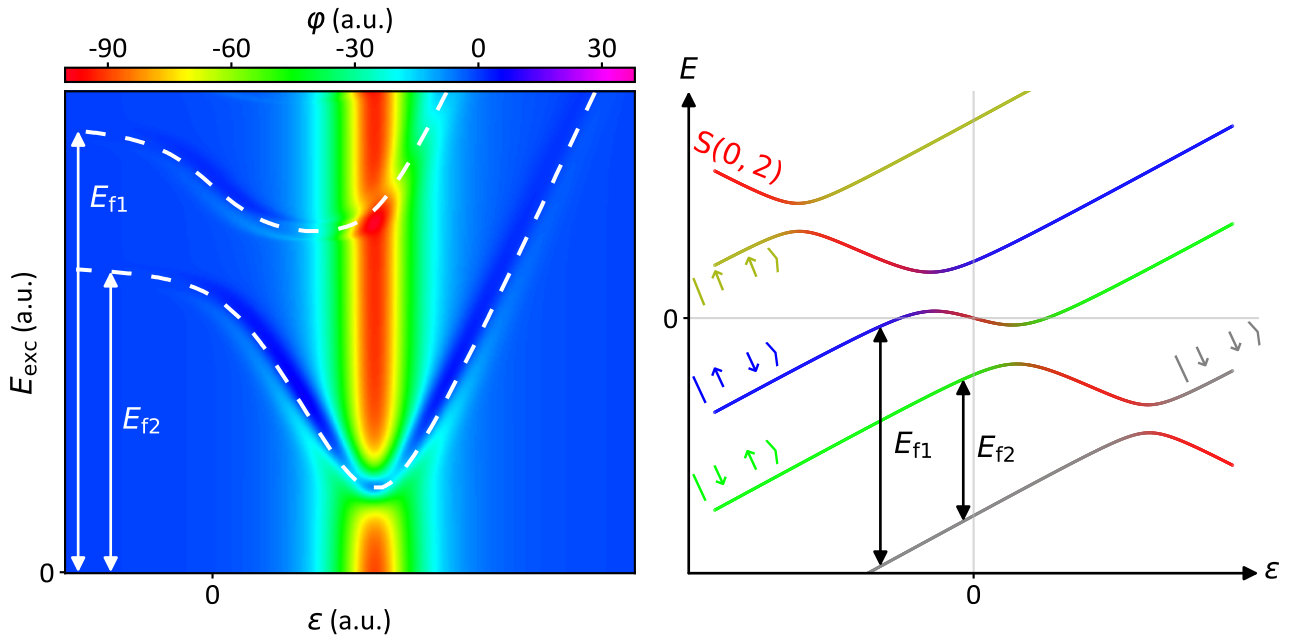 φ (a.u.)
-90 -60 -30 0 30
E_f1
E_f2
E_exc (a.u.)
0
0
ε (a.u.)
E
S(0, 2)
|↑ ↑⟩
0
|↑ ↓⟩
|↓ ↓⟩
E_f1
E_f2
|↓ ↑⟩
0
ε